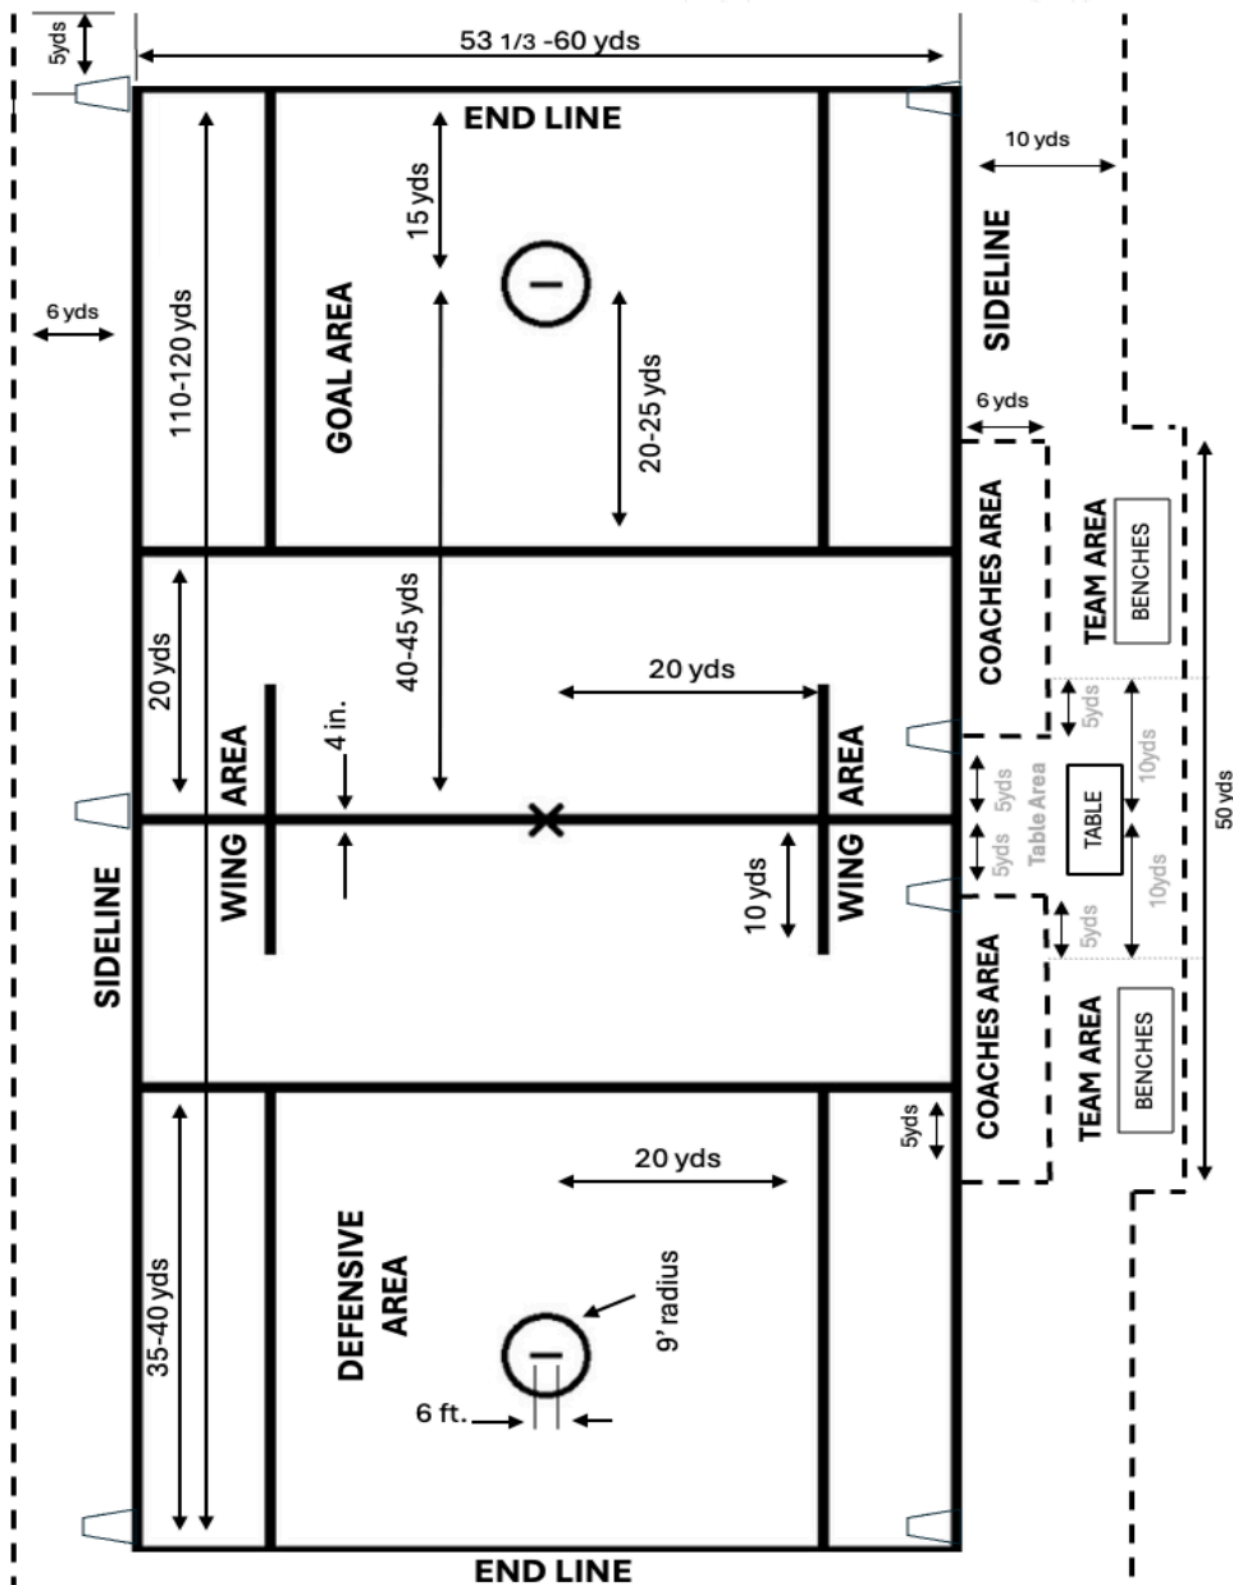 5yds
53 1/3 -60 yds
END LINE
10 yds
15 yds
SIDELINE
6 yds
110-120 yds
GOAL AREA
20-25 yds
6 yds
COACHES AREA
TEAM AREA
BENCHES
20 yds
40-45 yds
20 yds
4 in.
WING AREA
WING AREA
5yds
10yds
5yds
Table Area
TABLE
50 yds
5yds
10yds
10 yds
5yds
SIDELINE
COACHES AREA
TEAM AREA
BENCHES
5yds
20 yds
35-40 yds
DEFENSIVE
AREA
9' radius
6 ft.
END LINE